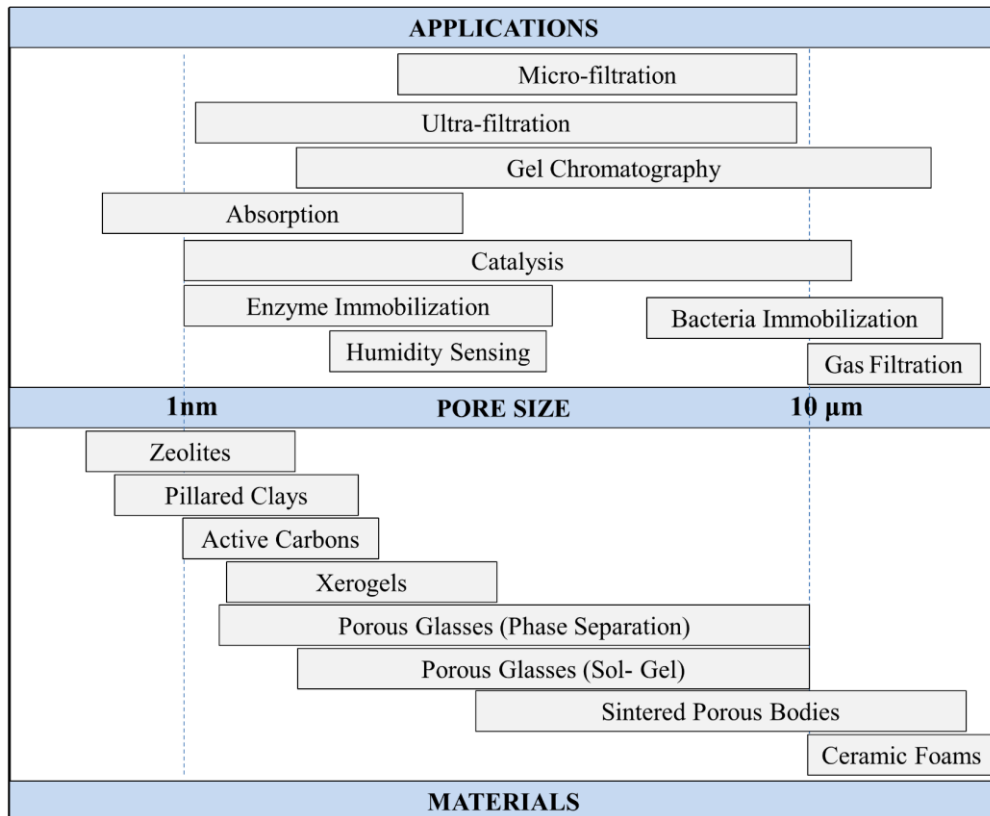 APPLICATIONS
Micro-filtration
Ultra-filtration
Gel Chromatography
Absorption
Catalysis
Enzyme Immobilization
Bacteria Immobilization
Humidity Sensing
Gas Filtration
1nm PORE SIZE 10 μm
Zeolites
Pillared Clays
Active Carbons
Xerogels
Porous Glasses (Phase Separation)
Porous Glasses (Sol- Gel)
Sintered Porous Bodies
Ceramic Foams
MATERIALS